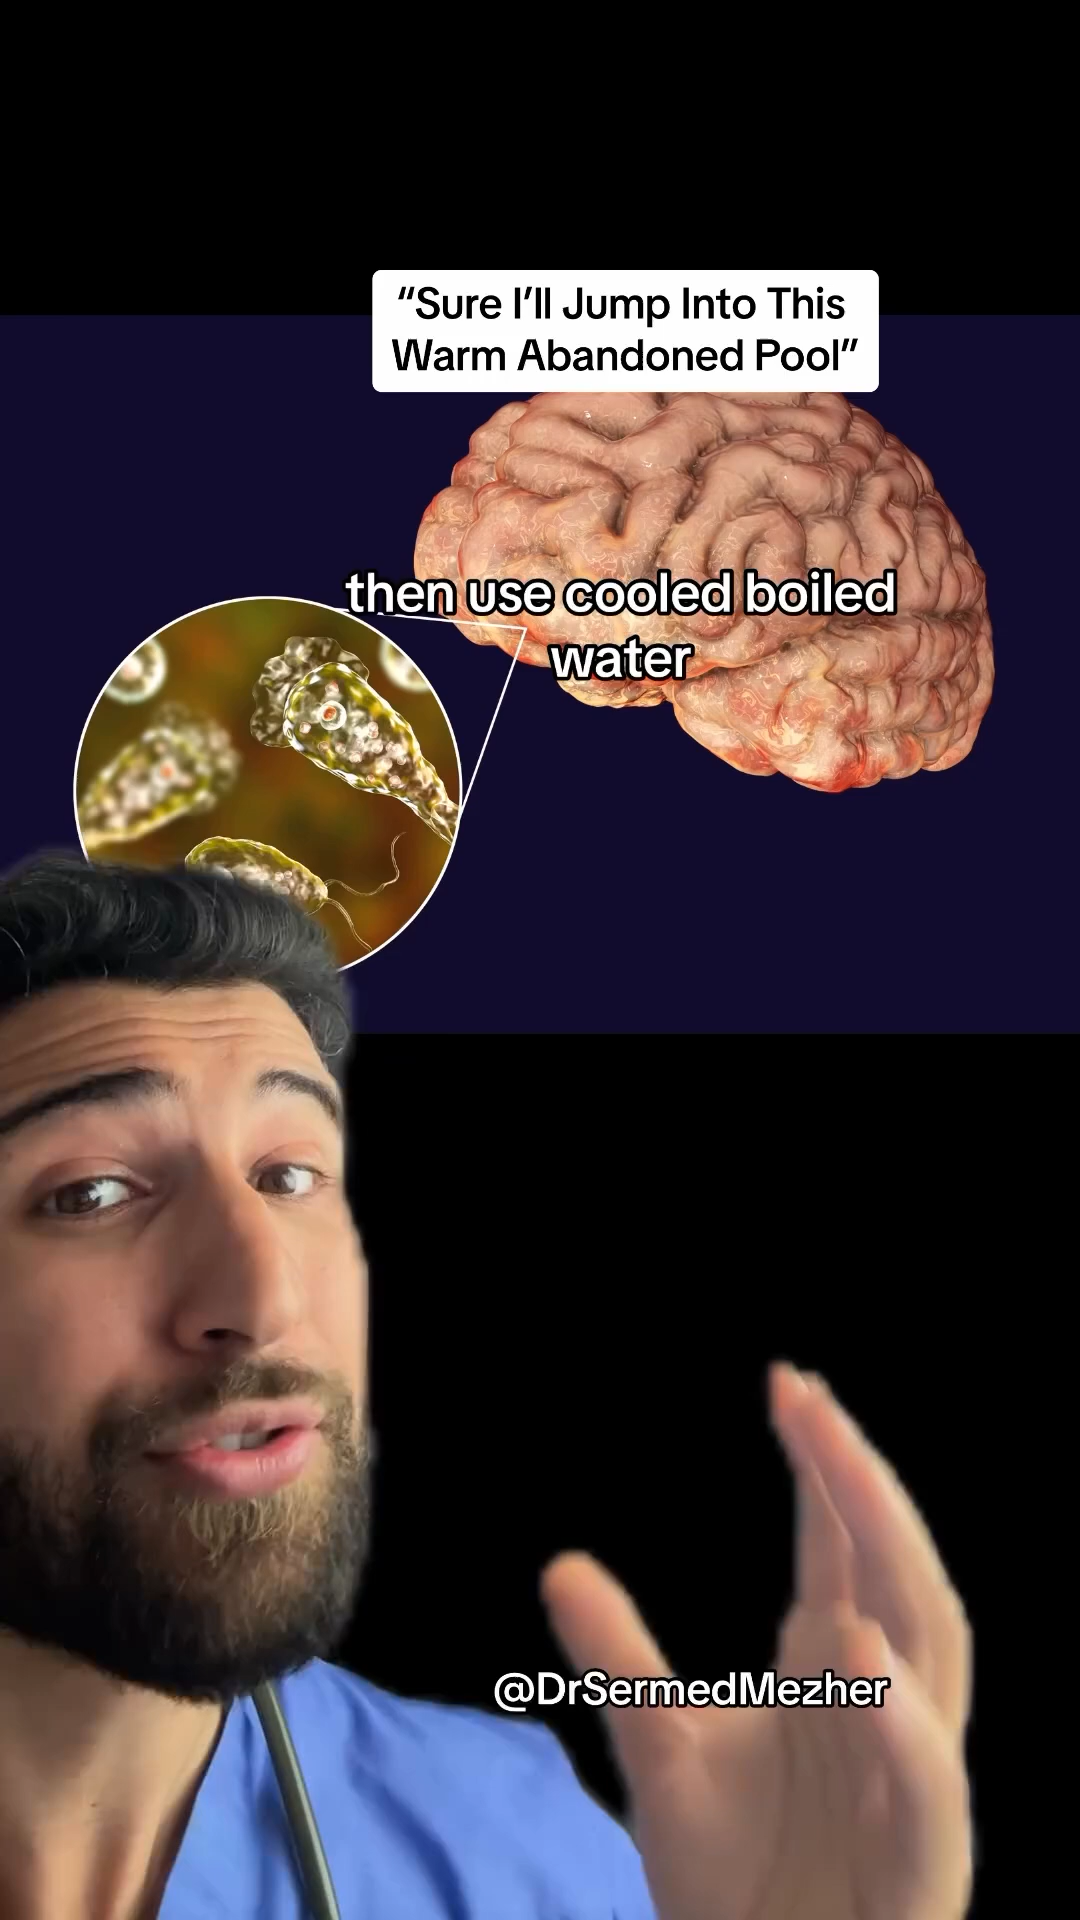 “Sure I’ll Jump Into This
Warm Abandoned Pool”
then use cooled boiled
water
@DrSermedMezher